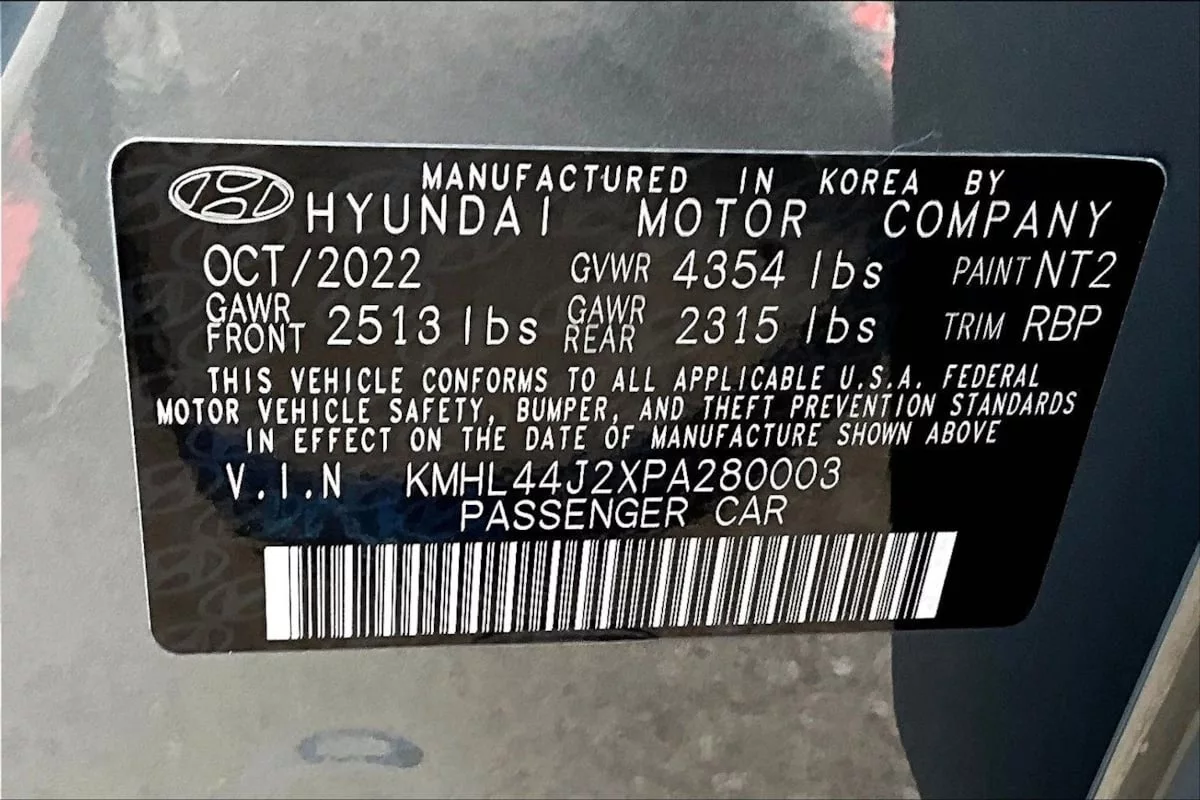 MANUFACTURED IN KOREA BY
HYUNDAI MOTOR COMPANY
OCT/2022 GVWR 4354 lbs PAINT NT2
GAWR FRONT 2513 lbs GAWR REAR 2315 lbs TRIM RBP
THIS VEHICLE CONFORMS TO ALL APPLICABLE U.S.A. FEDERAL
MOTOR VEHICLE SAFETY, BUMPER, AND THEFT PREVENTION STANDARDS
IN EFFECT ON THE DATE OF MANUFACTURE SHOWN ABOVE
V.I.N KMHL44J2XPA280003
PASSENGER CAR